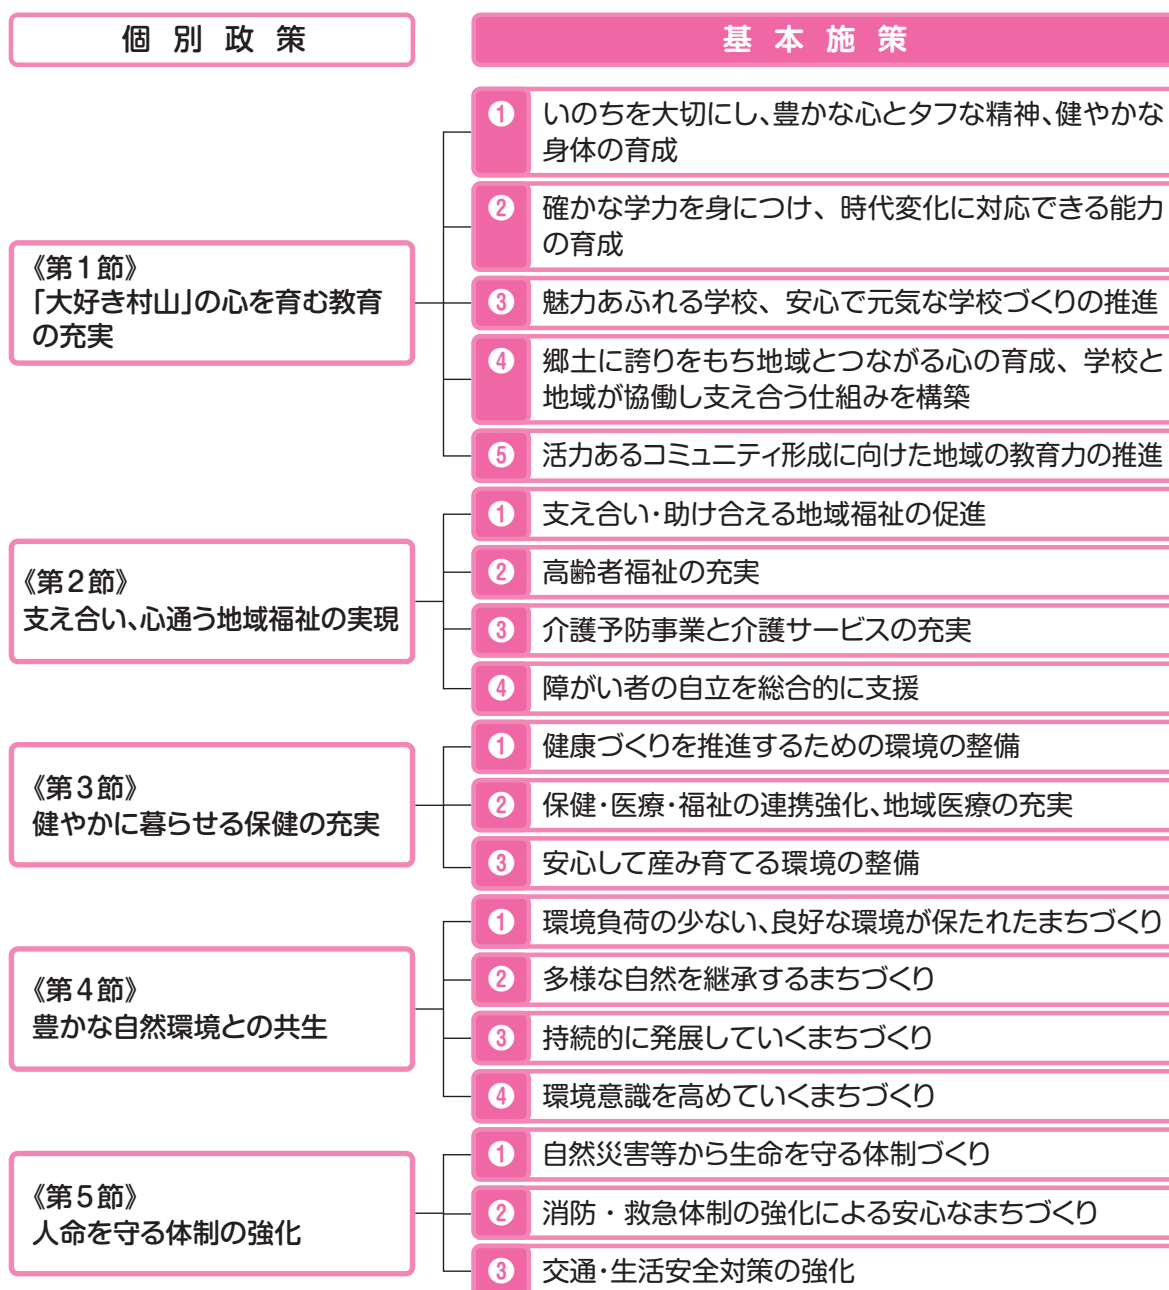 個別政策
基本施策
《第1節》
「大好き村山」の心を育む教育
の充実
❶ いのちを大切にし、豊かな心とタフな精神、健やかな
身体の育成
❷ 確かな学力を身につけ、時代変化に対応できる能力
の育成
❸ 魅力あふれる学校、安心で元気な学校づくりの推進
❹ 郷土に誇りをもち地域とつながる心の育成、学校と
地域が協働し支え合う仕組みを構築
❺ 活力あるコミュニティ形成に向けた地域の教育力の推進
《第2節》
支え合い、心通う地域福祉の実現
❶ 支え合い・助け合える地域福祉の促進
❷ 高齢者福祉の充実
❸ 介護予防事業と介護サービスの充実
❹ 障がい者の自立を総合的に支援
《第3節》
健やかに暮らせる保健の充実
❶ 健康づくりを推進するための環境の整備
❷ 保健・医療・福祉の連携強化、地域医療の充実
❸ 安心して産み育てる環境の整備
《第4節》
豊かな自然環境との共生
❶ 環境負荷の少ない、良好な環境が保たれたまちづくり
❷ 多様な自然を継承するまちづくり
❸ 持続的に発展していくまちづくり
❹ 環境意識を高めていくまちづくり
《第5節》
人命を守る体制の強化
❶ 自然災害等から生命を守る体制づくり
❷ 消防・救急体制の強化による安心なまちづくり
❸ 交通・生活安全対策の強化